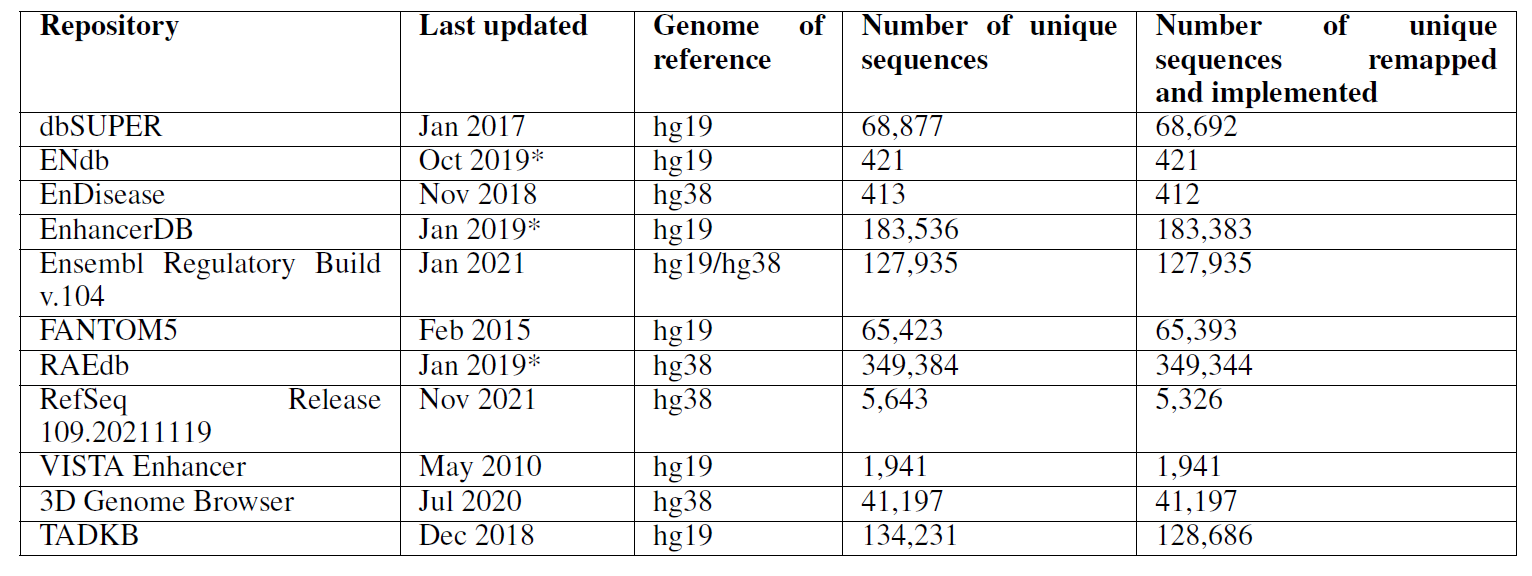 Repository Last updated Genome of reference Number of unique sequences Number of unique sequences remapped and implemented
dbSUPER Jan 2017 hg19 68,877 68,692
ENdb Oct 2019* hg19 421 421
EnDisease Nov 2018 hg38 413 412
EnhancerDB Jan 2019* hg19 183,536 183,383
Ensembl Regulatory Build v.104 Jan 2021 hg19/hg38 127,935 127,935
FANTOM5 Feb 2015 hg19 65,423 65,393
RAEdb Jan 2019* hg38 349,384 349,344
RefSeq Release 109.20211119 Nov 2021 hg38 5,643 5,326
VISTA Enhancer May 2010 hg19 1,941 1,941
3D Genome Browser Jul 2020 hg38 41,197 41,197
TADKB Dec 2018 hg19 134,231 128,686